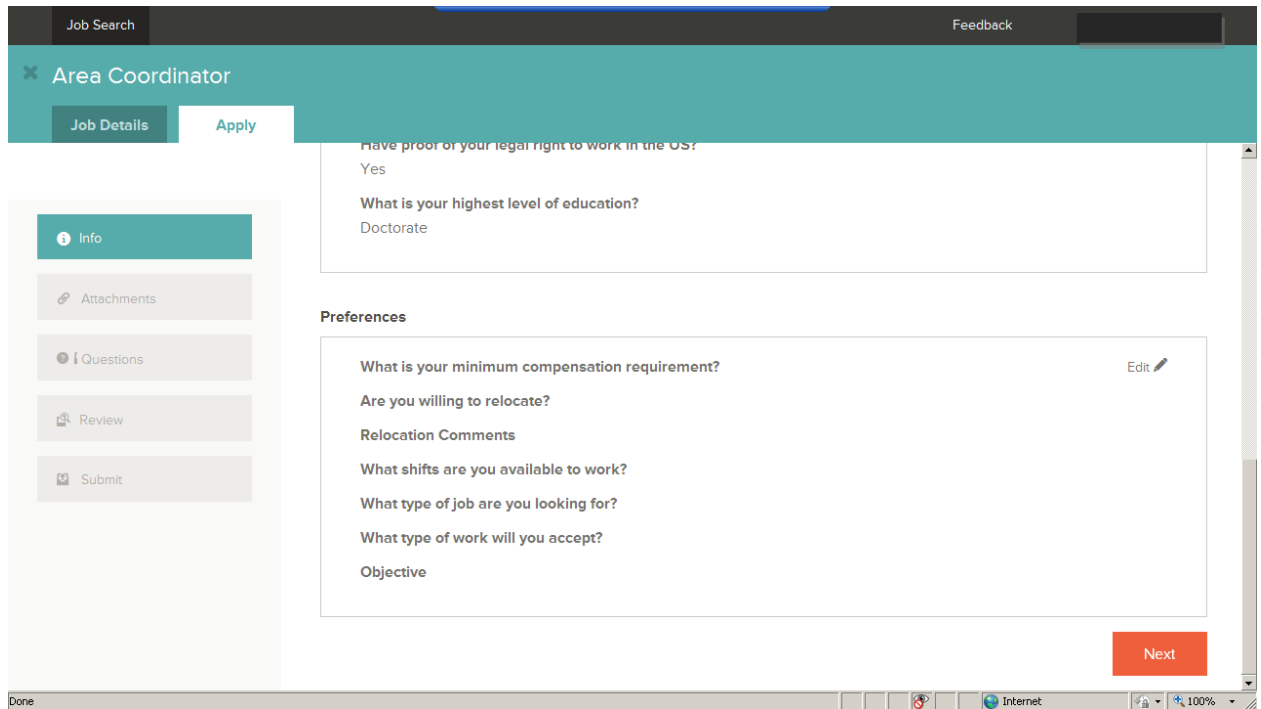 Job Search
Feedback
Area Coordinator
Job Details
Apply
Have proof of your legal right to work in the US?
Yes
What is your highest level of education?
Doctorate
Info
Attachments
Questions
Review
Submit
Preferences
What is your minimum compensation requirement?
Edit
Are you willing to relocate?
Relocation Comments
What shifts are you available to work?
What type of job are you looking for?
What type of work will you accept?
Objective
Next
Done
Internet
100%